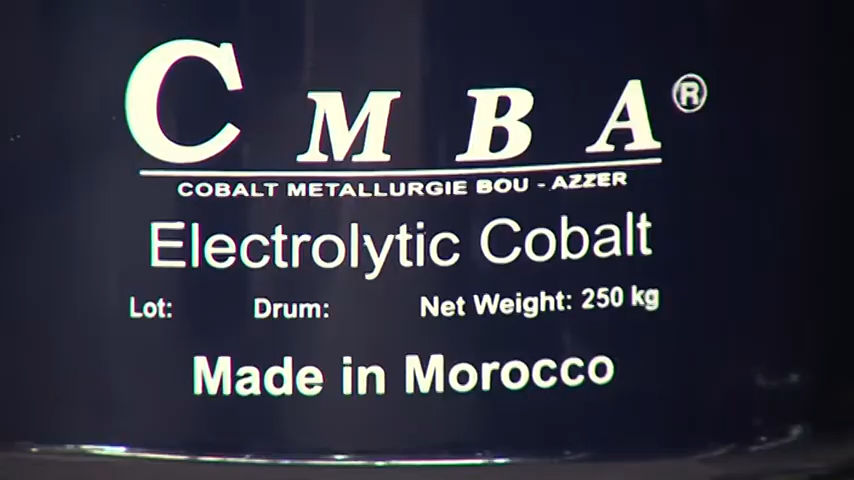 CMBA®
COBALT METALLURGIE BOU - AZZER
Electrolytic Cobalt
Lot: Drum: Net Weight: 250 kg
Made in Morocco